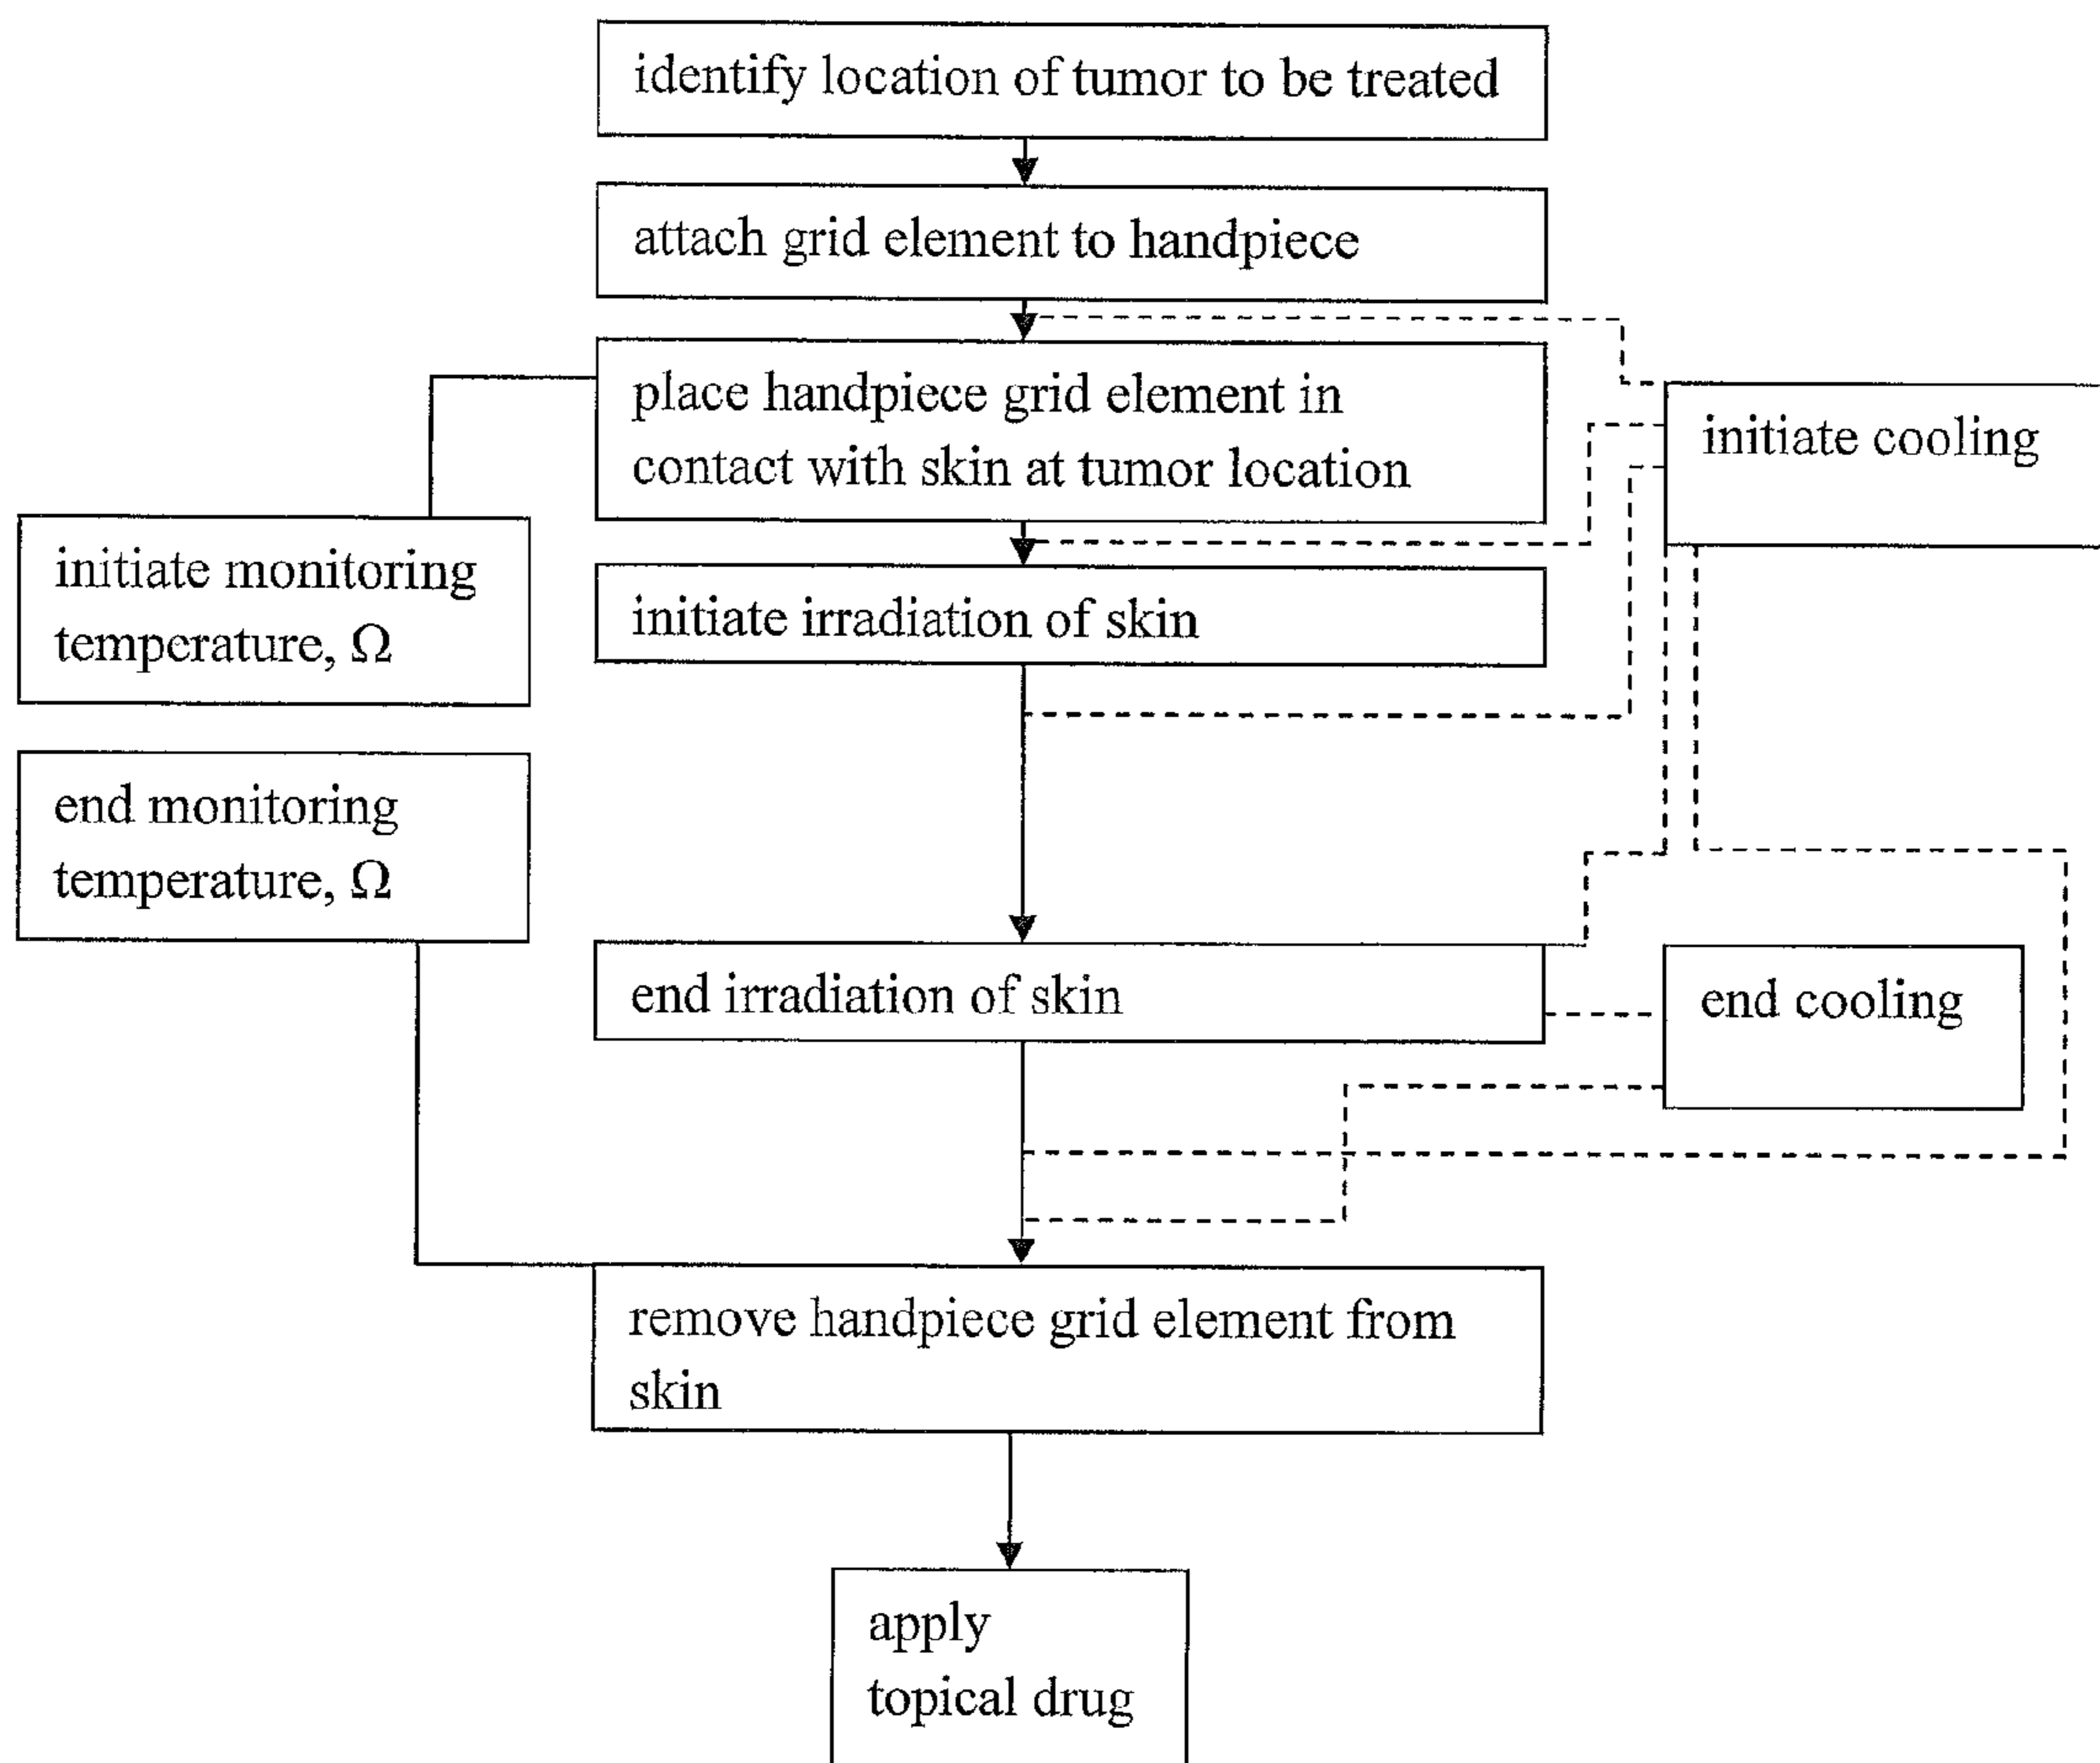 identify location of tumor to be treated
attach grid element to handpiece
place handpiece grid element in
contact with skin at tumor location
initiate cooling
initiate monitoring
temperature, Ω
initiate irradiation of skin
end monitoring
temperature, Ω
end irradiation of skin
end cooling
remove handpiece grid element from
skin
apply
topical drug